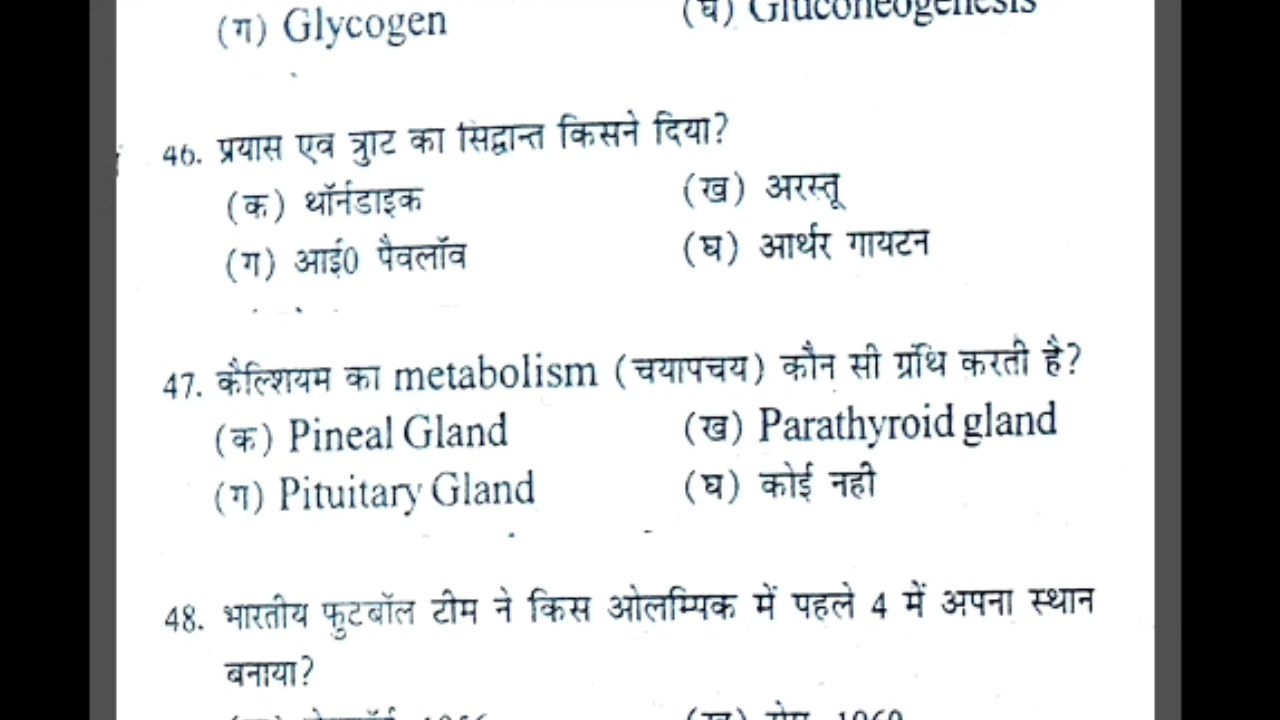 (ग) Glycogen (घ) Gluconeogenesis
46. प्रयास एव त्रुाट का सिद्वान्त किसने दिया?
(क) थॉर्नडाइक (ख) अरस्तू
(ग) आई0 पैवलॉव (घ) आर्थर गायटन
47. कैल्शियम का metabolism (चयापचय) कौन सी ग्रंथि करती है?
(क) Pineal Gland (ख) Parathyroid gland
(ग) Pituitary Gland (घ) कोई नही
48. भारतीय फुटबॉल टीम ने किस ओलम्पिक में पहले 4 में अपना स्थान
बनाया?